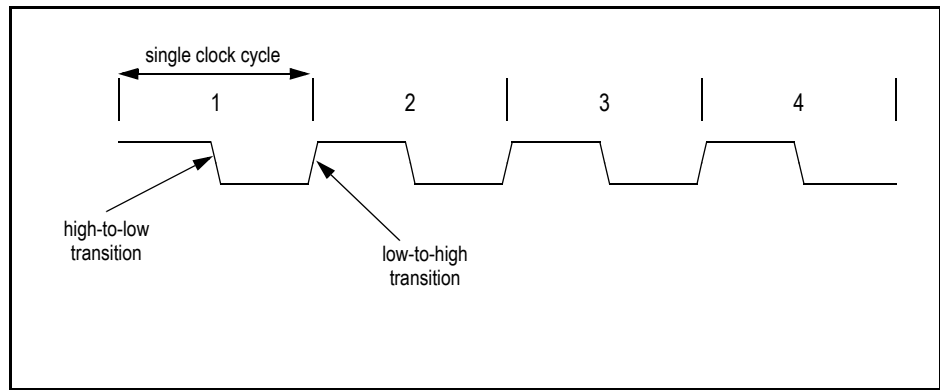 single clock cycle
1 2 3 4
high-to-low
transition
low-to-high
transition